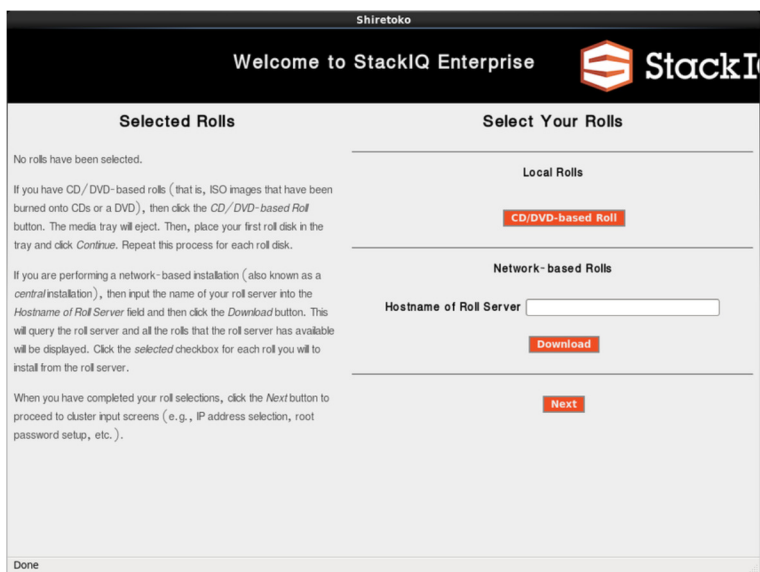 Shiretoko
Welcome to StackIQ Enterprise
StackI
Selected Rolls
No rolls have been selected.
If you have CD/DVD-based rolls (that is, ISO images that have been
burned onto CDs or a DVD), then click the CD/DVD-based Roll
button. The media tray will eject. Then, place your first roll disk in the
tray and click Continue. Repeat this process for each roll disk.
If you are performing a network-based installation (also known as a
central installation), then input the name of your roll server into the
Hostname of Roll Server field and then click the Download button. This
will query the roll server and all the rolls that the roll server has available
will be displayed. Click the selected checkbox for each roll you will to
install from the roll server.
When you have completed your roll selections, click the Next button to
proceed to cluster input screens (e.g., IP address selection, root
password setup, etc.).
Select Your Rolls
Local Rolls
CD/DVD-based Roll
Network-based Rolls
Hostname of Roll Server
Download
Next
Done